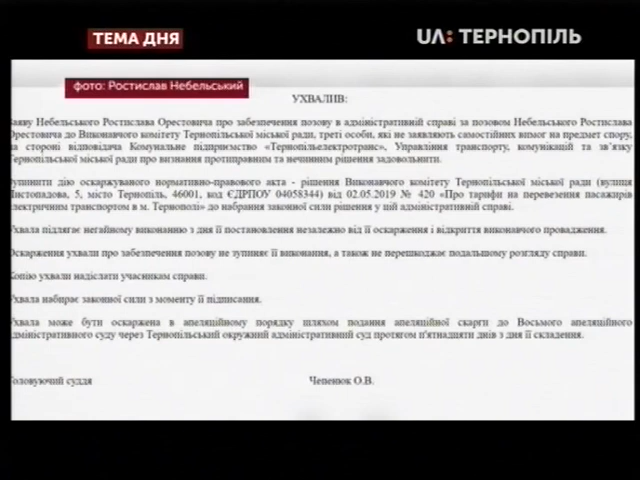 ТЕМА ДНЯ
UA: ТЕРНОПІЛЬ
фото: Ростислав Небельський
УХВАЛИВ:
Заяву Небельського Ростислава Орестовича про забезпечення позову в адміністративній справі за позовом Небельського Ростислава
Орестовича до Виконавчого комітету Тернопільської міської ради, треті особи, які не заявляють самостійних вимог на предмет спору,
на стороні відповідача Комунальне підприємство «Тернопільелектротранс», Управління транспорту, комунікацій та зв'язку
Тернопільської міської ради про визнання протиправним та нечинним рішення задовольнити.
Зупинити дію оскаржуваного нормативно-правового акта - рішення Виконавчого комітету Тернопільської міської ради (вулиця
Листопадова, 5, місто Тернопіль, 46001, код ЄДРПОУ 04058344) від 02.05.2019 № 420 «Про тарифи на перевезення пасажирів
електричним транспортом в м. Тернополі» до набрання законної сили рішення у цій адміністративній справі.
Ухвала підлягає негайному виконанню з дня її постановлення незалежно від її оскарження і відкриття виконавчого провадження.
Оскарження ухвали про забезпечення позову не зупиняє її виконання, а також не перешкоджає подальшому розгляду справи.
Копію ухвали надіслати учасникам справи.
Ухвала набирає законної сили з моменту її підписання.
Ухвала може бути оскаржена в апеляційному порядку шляхом подання апеляційної скарги до Восьмого апеляційного
адміністративного суду через Тернопільський окружний адміністративний суд протягом п'ятнадцяти днів з дня її складення.
Головуючий суддя Чепенюк О.В.